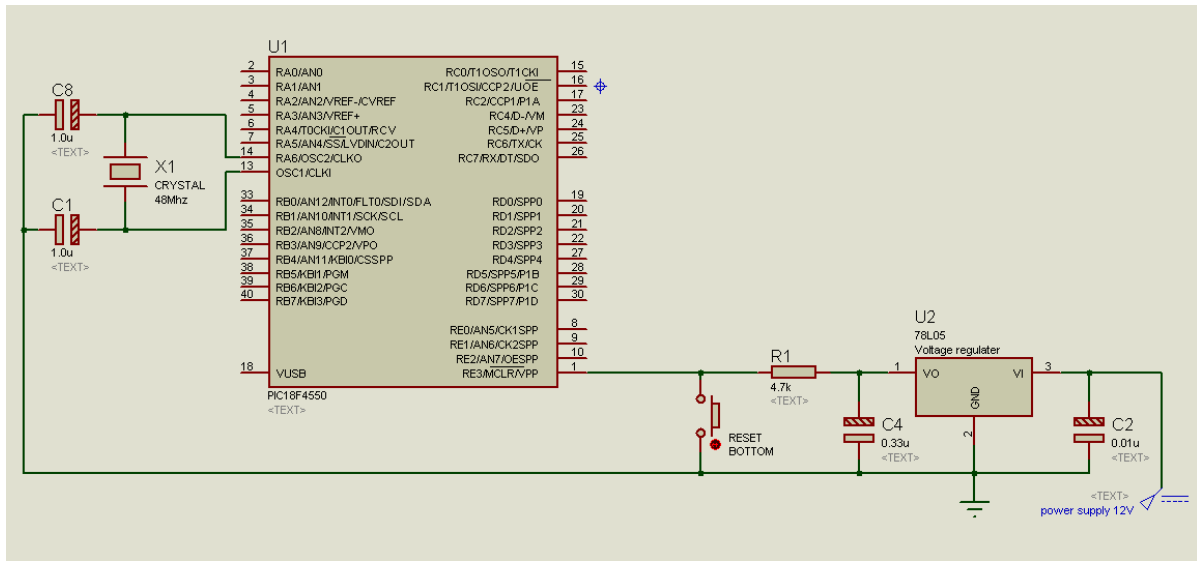 U1
2 RA0/AN0
3 RA1/AN1
4 RA2/AN2/VREF-/CVREF
5 RA3/AN3/VREF+
6 RA4/T0CKI/C1OUT/RCV
7 RA5/AN4/SS/LVDIN/C2OUT
14 RA6/OSC2/CLKO
13 OSC1/CLKI
33 RB0/AN12/INT0/FLT0/SDI/SDA
34 RB1/AN10/INT1/SCK/SCL
35 RB2/AN8/INT2/VMO
36 RB3/AN9/CCP2/VPO
37 RB4/AN11/KBI0/CSSPP
38 RB5/KBI1/PGM
39 RB6/KBI2/PGC
40 RB7/KBI3/PGD
18 VUSB
RC0/T1OSO/T1CKI 15
RC1/T1OSI/CCP2/UOE 16
RC2/CCP1/P1A 17
RC4/D-/VM 23
RC5/D+/VP 24
RC6/TX/CK 25
RC7/RX/DT/SDO 26
RD0/SPP0 19
RD1/SPP1 20
RD2/SPP2 21
RD3/SPP3 22
RD4/SPP4 27
RD5/SPP5/P1B 28
RD6/SPP6/P1C 29
RD7/SPP7/P1D 30
RE0/AN5/CK1SPP 8
RE1/AN6/CK2SPP 9
RE2/AN7/OESPP 10
RE3/MCLR/VPP 1
PIC18F4550
<TEXT>
C8
1.0u
<TEXT>
X1
CRYSTAL
48Mhz
C1
1.0u
<TEXT>
R1
4.7k
<TEXT>
RESET
BOTTOM
U2
78L05
Voltage regulater
1 VO VI 3
GND
2
C4
0.33u
<TEXT>
C2
0.01u
<TEXT>
<TEXT>
power supply 12V